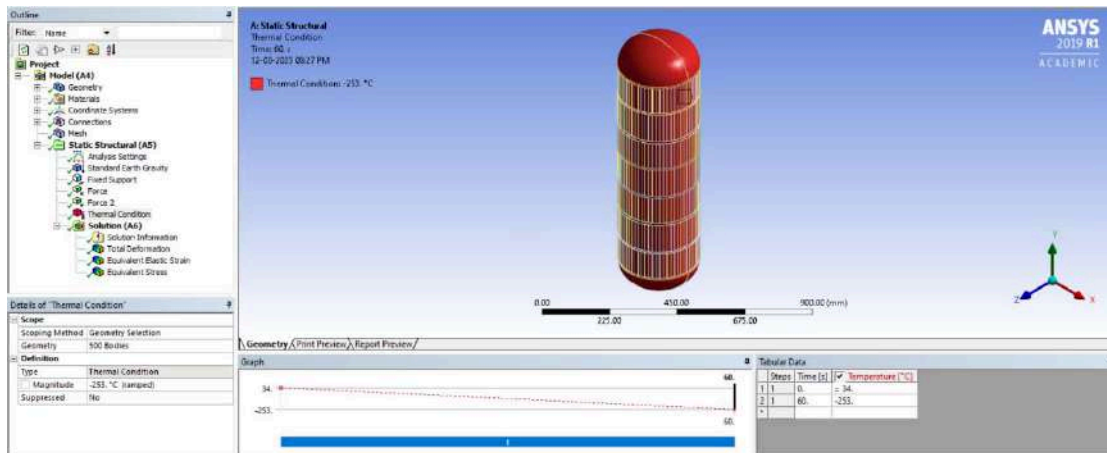 Outline
Filter: Name
Project
Model (A4)
Geometry
Materials
Coordinate Systems
Connections
Mesh
Static Structural (A5)
Analysis Settings
Standard Earth Gravity
Fixed Support
Force
Force 2
Thermal Condition
Solution (A6)
Solution Information
Total Deformation
Equivalent Elastic Strain
Equivalent Stress
Details of "Thermal Condition"
Scope
Scoping Method Geometry Selection
Geometry 500 Bodies
Definition
Type Thermal Condition
Magnitude -253. °C (ramped)
Suppressed No
A: Static Structural
Thermal Condition
Time: 60. s
Thermal Condition: -253. °C
ANSYS
2019 R1
ACADEMIC
Y
Z X
0.00 450.00 900.00 (mm)
225.00 675.00
Geometry Print Preview Report Preview
Graph
60.
34.
-253.
60.
1
Tabular Data
Steps Time [s] Temperature [°C]
1 1 0. = 34.
2 1 60. -253.
*